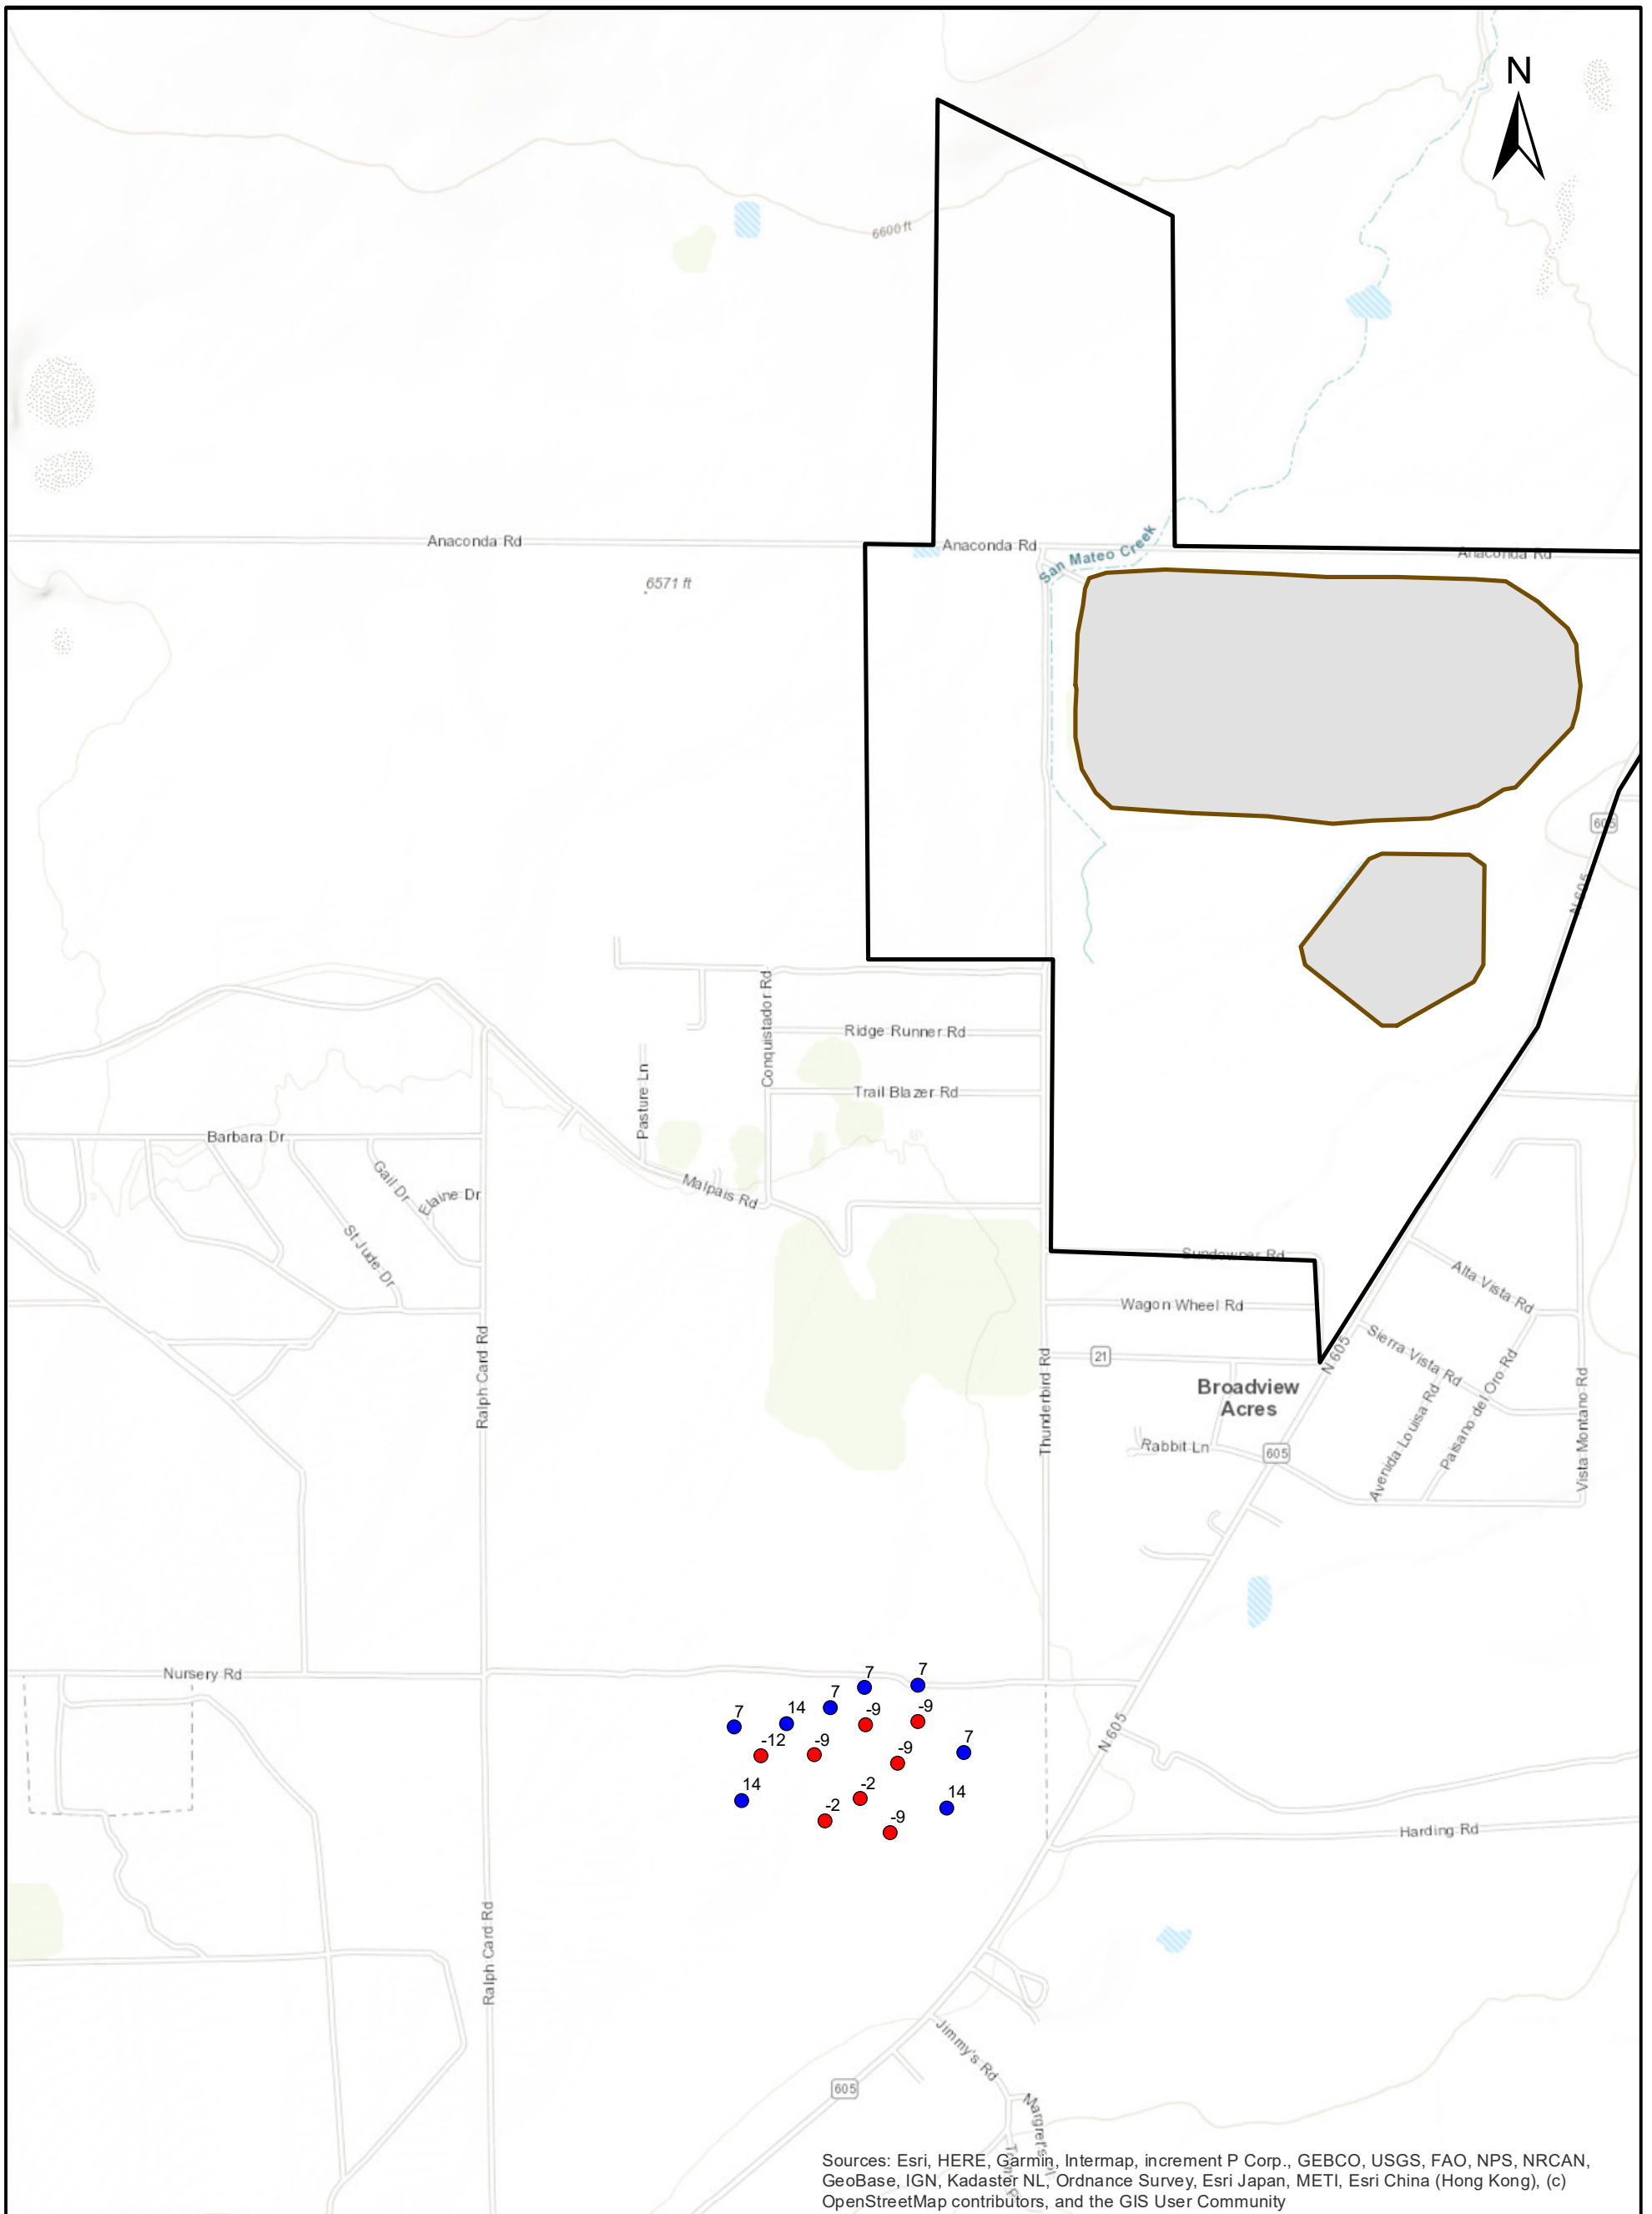 N
6600 ft
Anaconda Rd
Anaconda Rd
San Mateo Creek
Anaconda Rd
6571 ft
605
N 605
Conquistador Rd
Ridge Runner Rd
Pasture Ln
Trail Blazer Rd
Barbara Dr
Gail Dr
Elaine Dr
Malpais Rd
St Jude Dr
Sundowner Rd
Alta Vista Rd
Wagon Wheel Rd
Sierra Vista Rd
N 605
21
Ralph Card Rd
Thunderbird Rd
Broadview
Acres
Paisano del Oro Rd
Avenida Louisa Rd
Vista Montano Rd
Rabbit Ln
605
Nursery Rd
7
7
7
14
7
-9
-9
-12
-9
-9
7
N 605
14
-2
14
-2
-9
Harding Rd
Ralph Card Rd
Jimmy's Rd
605
Sources: Esri, HERE, Garmin, Intermap, increment P Corp., GEBCO, USGS, FAO, NPS, NRCAN,
GeoBase, IGN, Kadaster NL, Ordnance Survey, Esri Japan, METI, Esri China (Hong Kong), (c)
OpenStreetMap contributors, and the GIS User Community